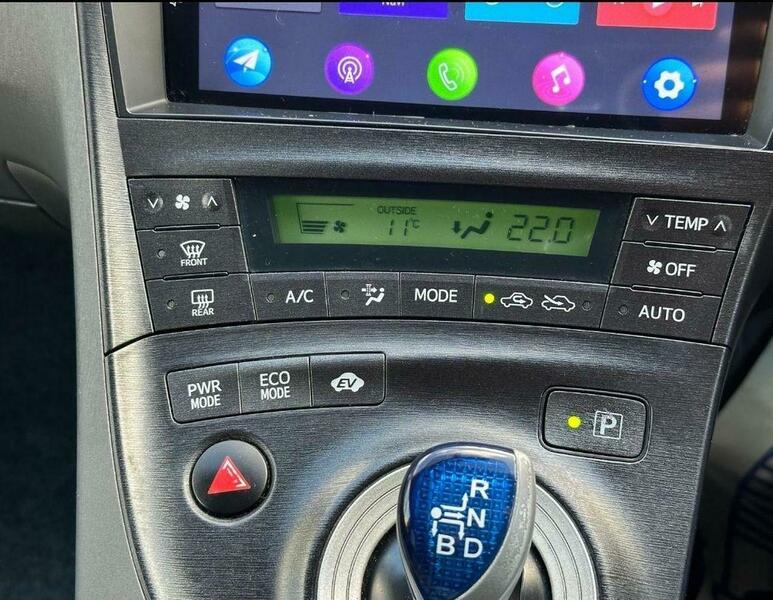 Navi
OUTSIDE
11°C
22.0
TEMP
FRONT
OFF
REAR
A/C
MODE
AUTO
PWR
MODE
ECO
MODE
EV
P
R
N
B D